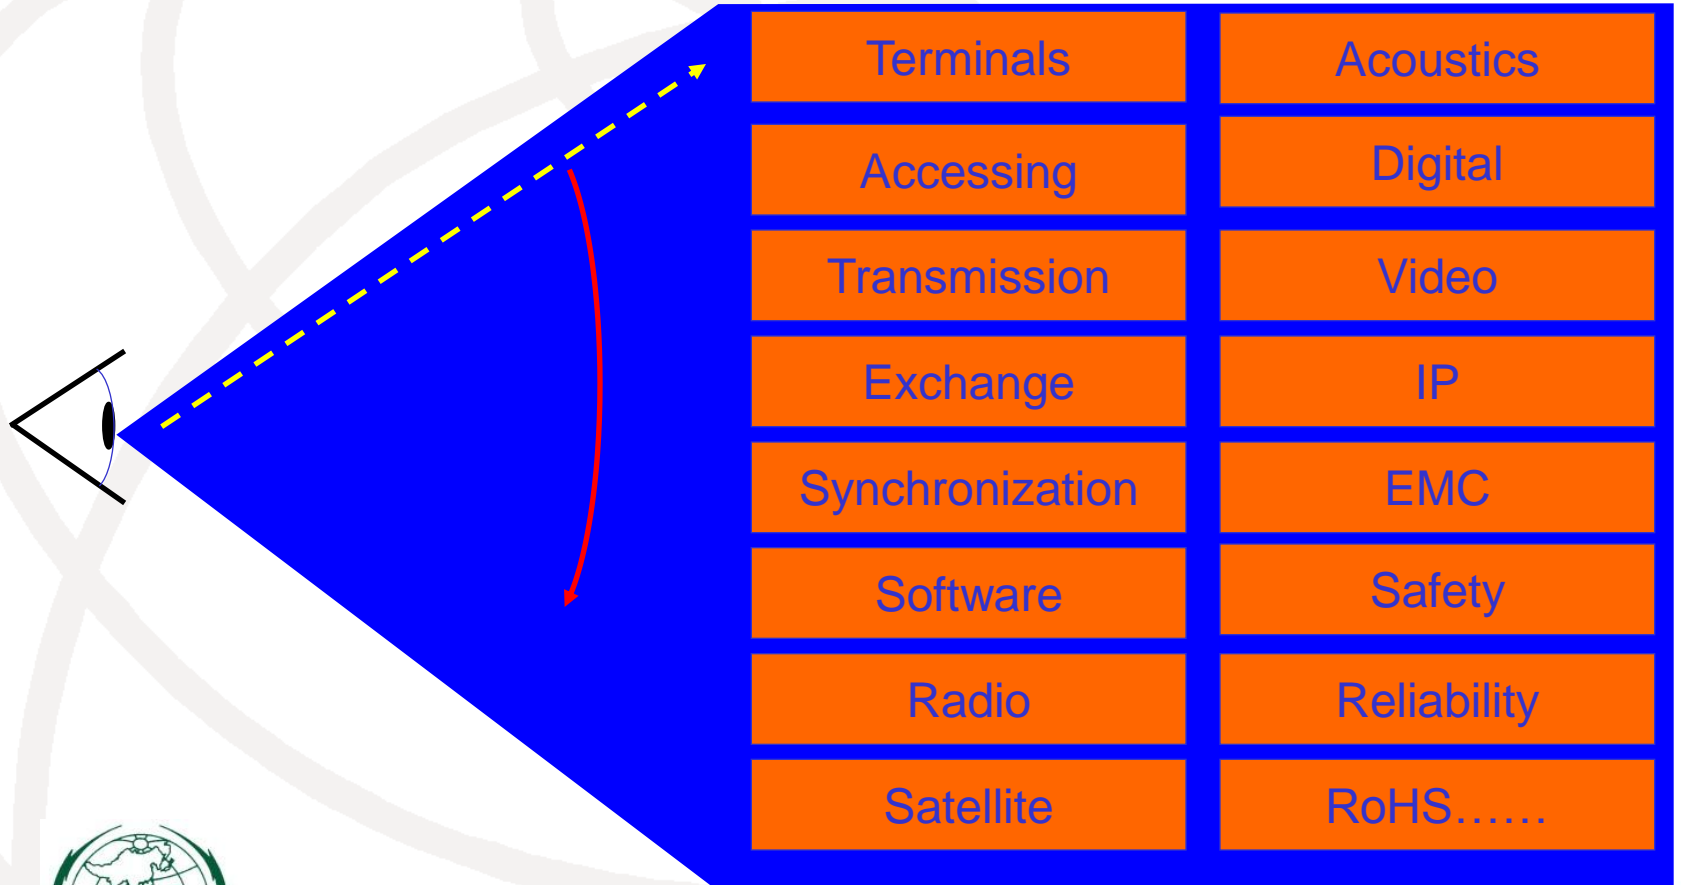 Terminals
Accessing
Transmission
Exchange
Synchronization
Software
Radio
Satellite
Acoustics
Digital
Video
IP
EMC
Safety
Reliability
RoHS……